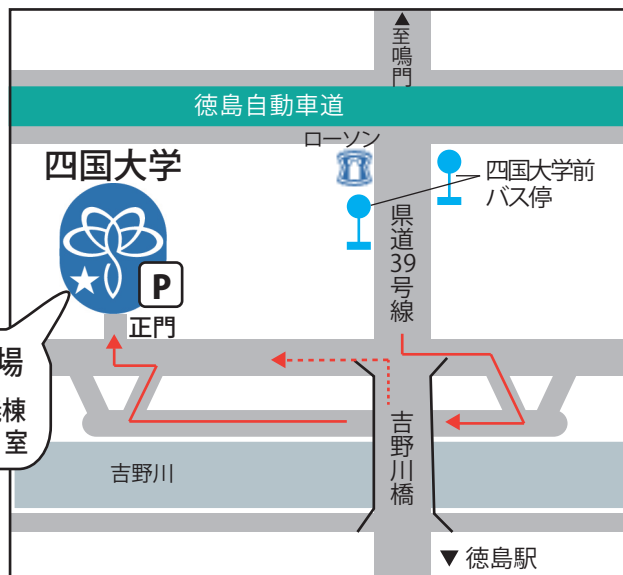 ▲至鳴門
徳島自動車道
ローソン
四国大学
四国大学前
バス停
県道39号線
P
正門
場
棟
室
吉野川
吉野川橋
▼ 徳島駅